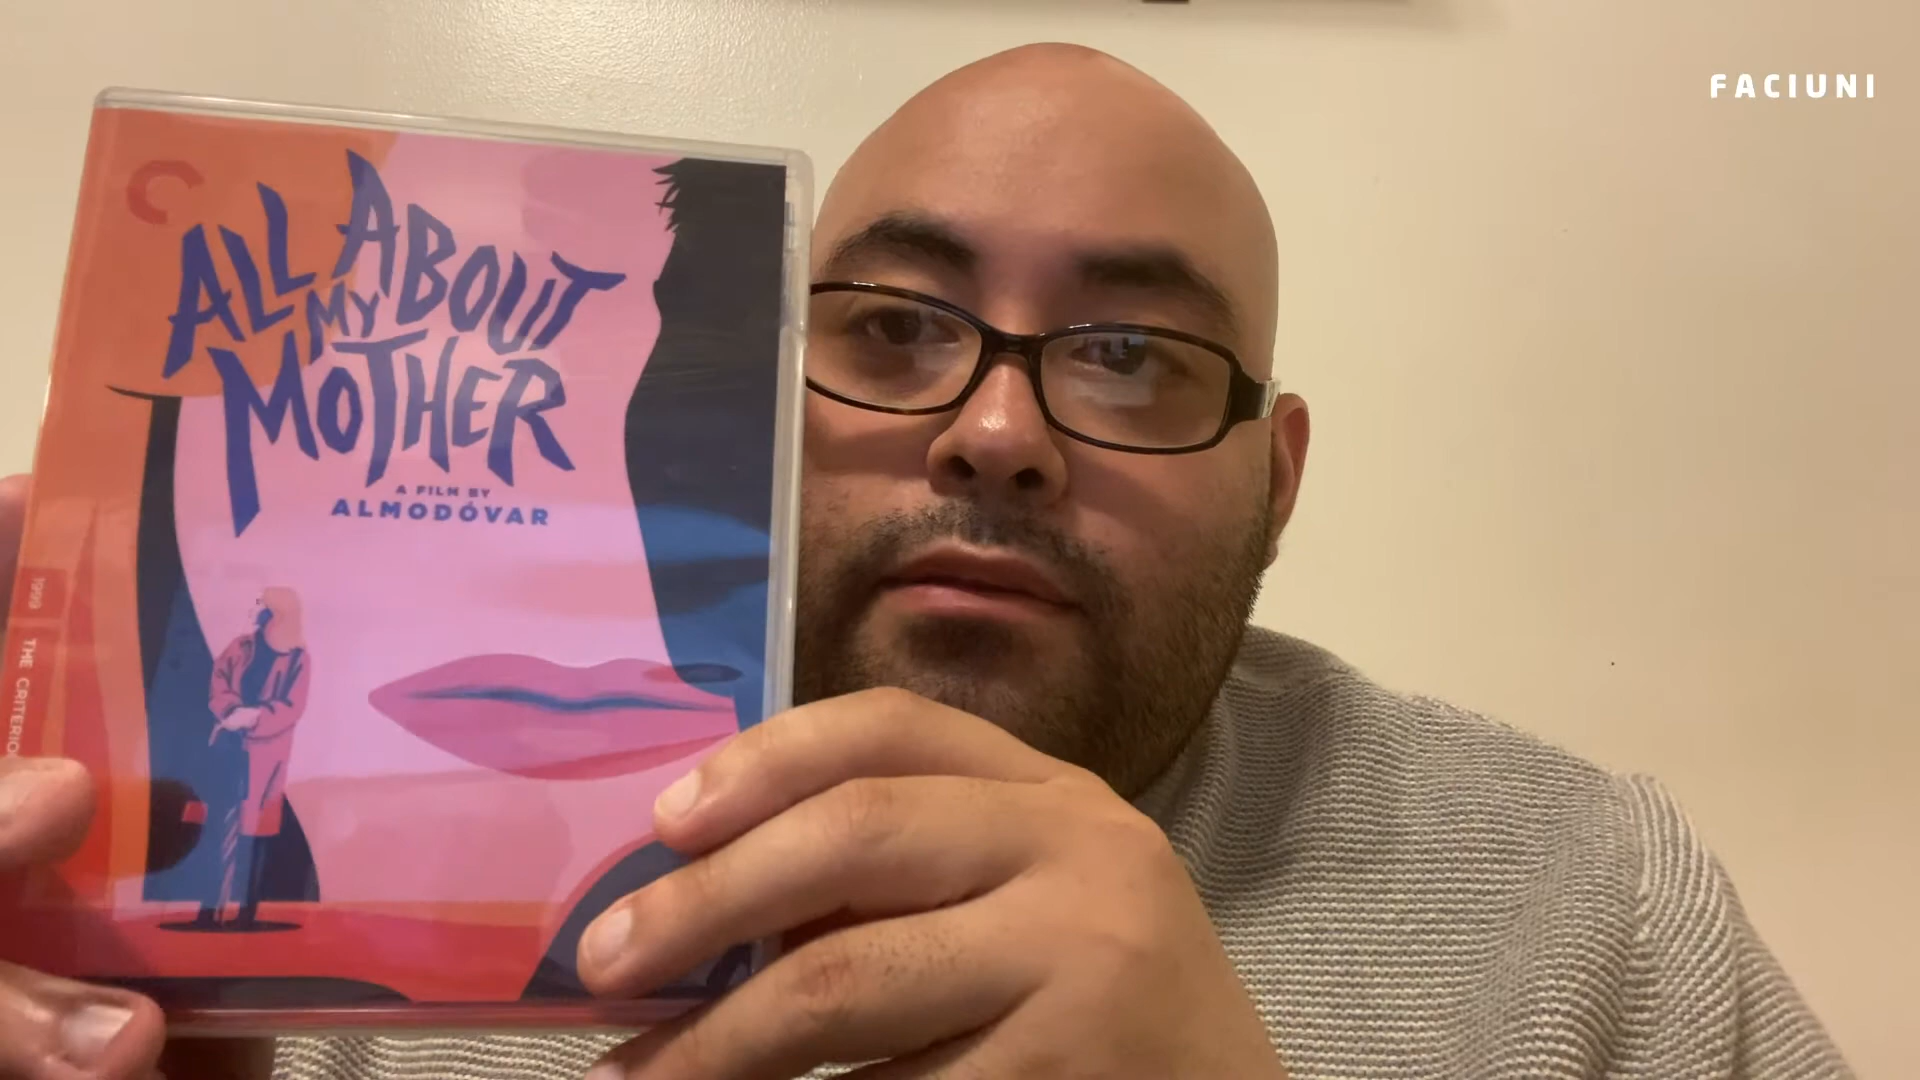 FACIUNI
ALL ABOUT
MY
MOTHER
A FILM BY
ALMODÓVAR
1999
THE CRITERIO